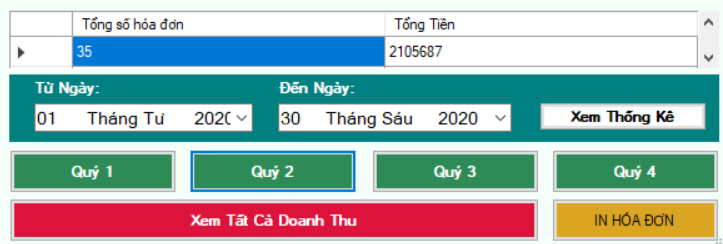 Tổng số hóa đơn Tổng Tiền
35 2105687
Từ Ngày: Đến Ngày:
01 Tháng Tư 2020 30 Tháng Sáu 2020 Xem Thống Kê
Quý 1 Quý 2 Quý 3 Quý 4
Xem Tất Cả Doanh Thu IN HÓA ĐƠN